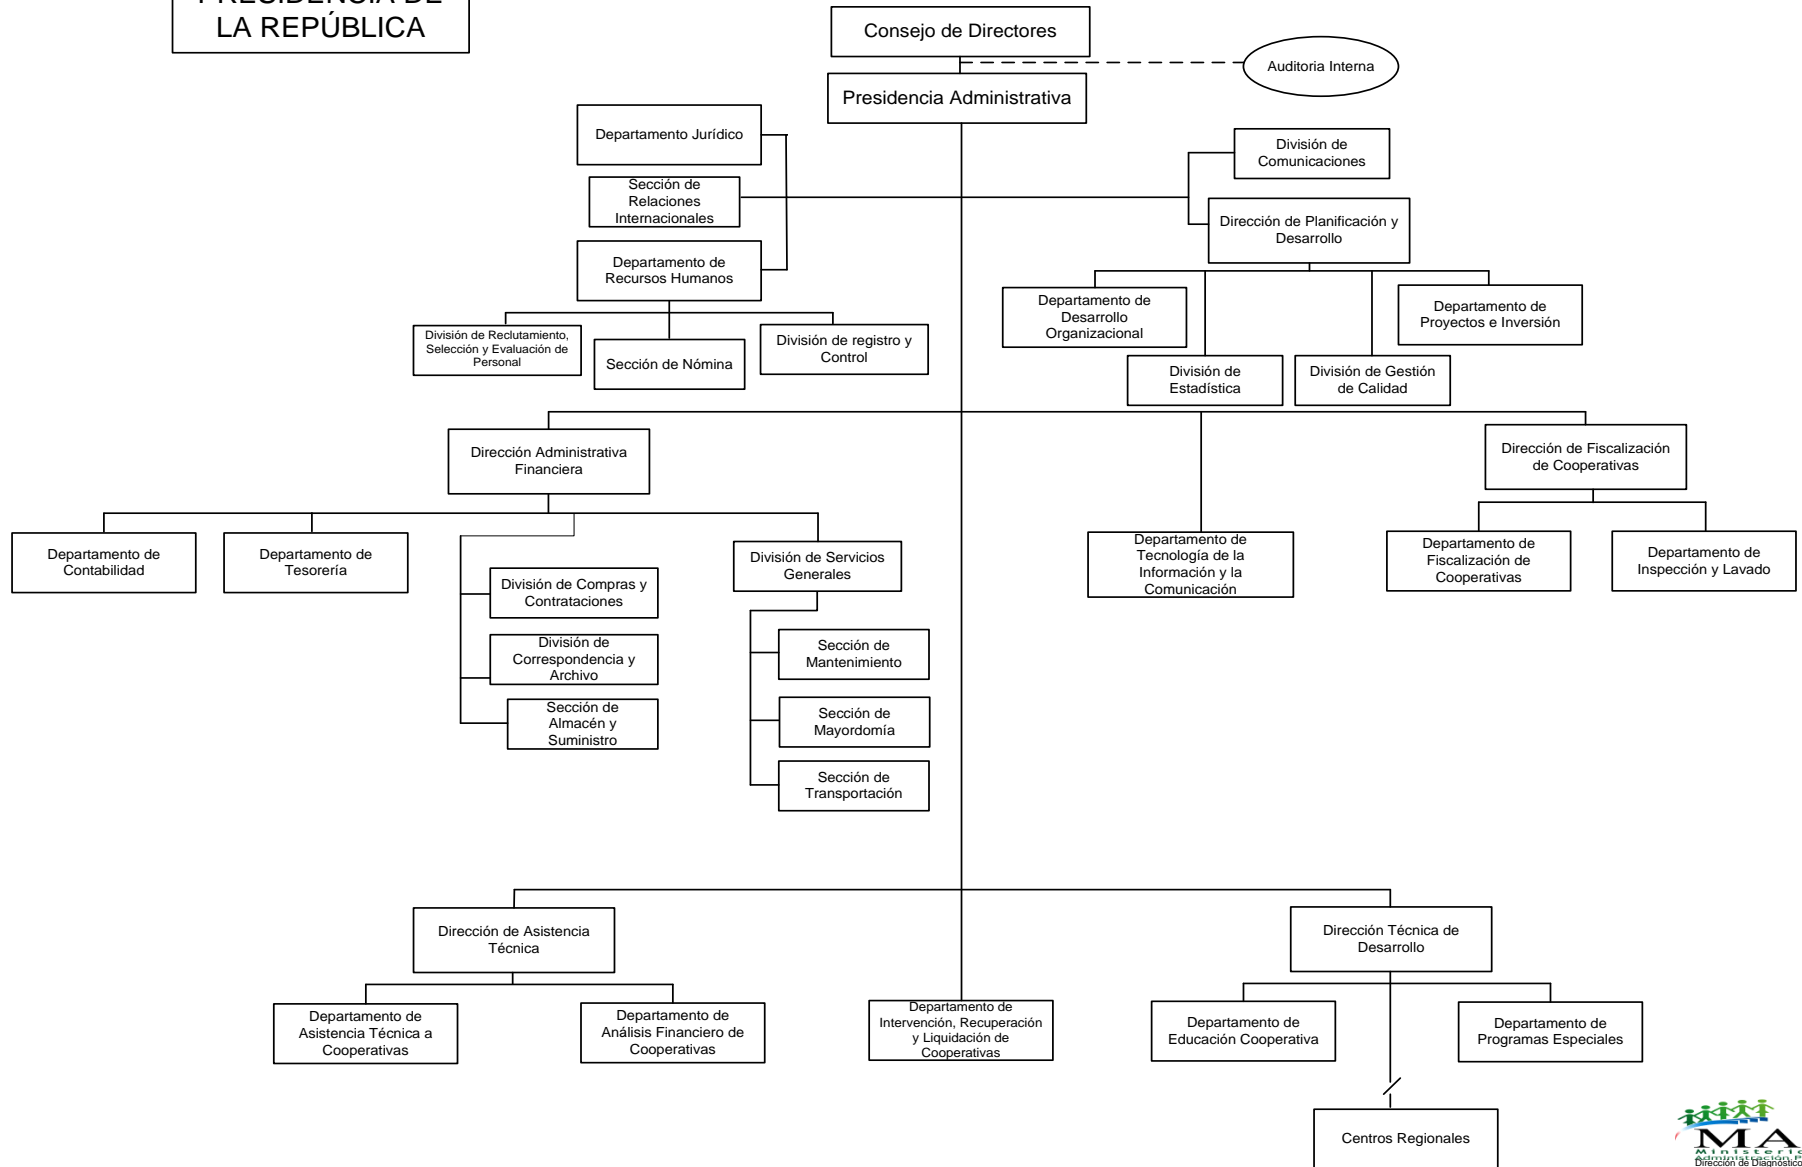 PRESIDENCIA DE
LA REPÚBLICA
Consejo de Directores
Auditoria Interna
Presidencia Administrativa
Departamento Jurídico
División de
Comunicaciones
Sección de
Relaciones
Internacionales
Dirección de Planificación y
Desarrollo
Departamento de
Recursos Humanos
Departamento de
Desarrollo
Organizacional
Departamento de
Proyectos e Inversión
División de Reclutamiento,
Selección y Evaluación de
Personal
Sección de Nómina
División de registro y
Control
División de
Estadística
División de Gestión
de Calidad
Dirección Administrativa
Financiera
Dirección de Fiscalización
de Cooperativas
Departamento de
Contabilidad
Departamento de
Tesorería
División de Compras y
Contrataciones
División de
Correspondencia y
Archivo
Sección de
Almacén y
Suministro
División de Servicios
Generales
Sección de
Mantenimiento
Sección de
Mayordomía
Sección de
Transportación
Departamento de
Tecnología de la
Información y la
Comunicación
Departamento de
Fiscalización de
Cooperativas
Departamento de
Inspección y Lavado
Dirección de Asistencia
Técnica
Dirección Técnica de
Desarrollo
Departamento de
Asistencia Técnica a
Cooperativas
Departamento de
Análisis Financiero de
Cooperativas
Departamento de
Intervención, Recuperación
y Liquidación de
Cooperativas
Departamento de
Educación Cooperativa
Departamento de
Programas Especiales
Centros Regionales
MA
Ministerio
Administración P
Dirección de Diagnóstico